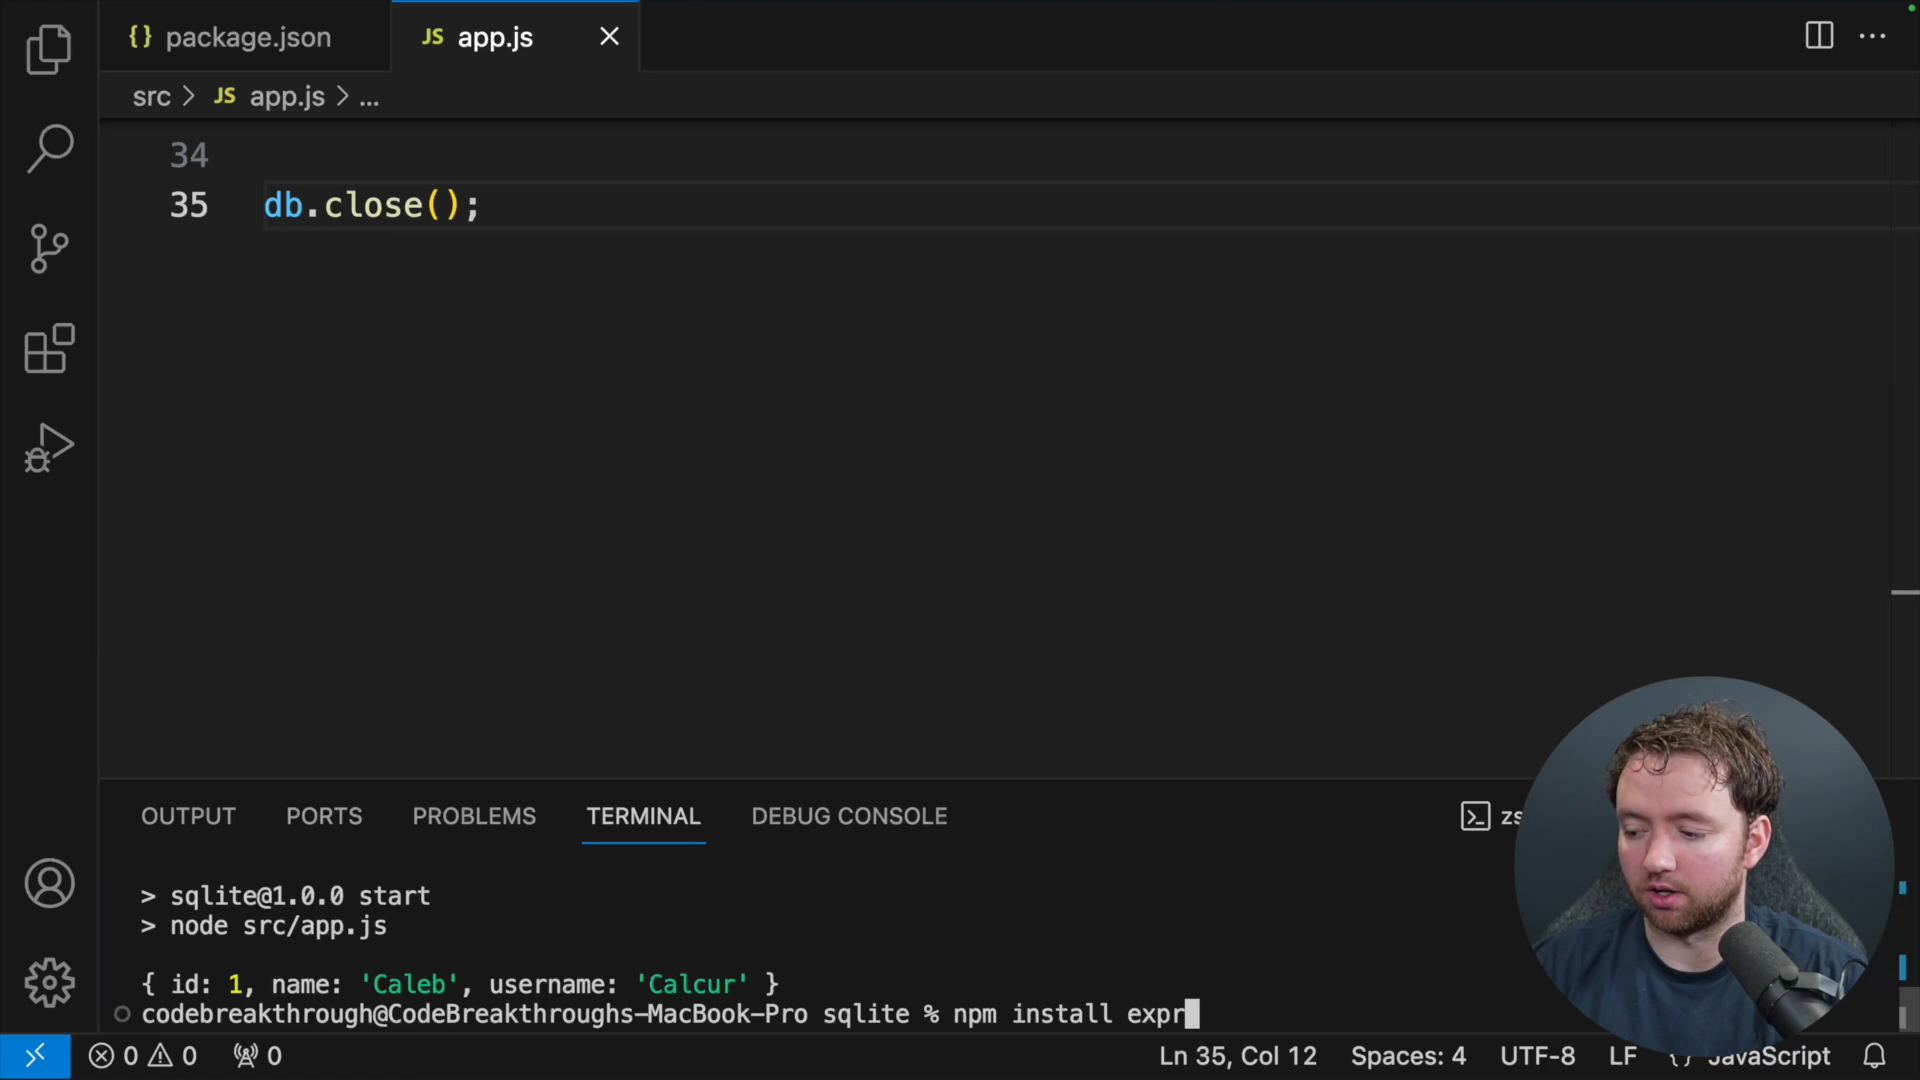 {} package.json
JS app.js
src > JS app.js > ...
34
35 db.close();
OUTPUT PORTS PROBLEMS TERMINAL DEBUG CONSOLE
zs
> sqlite@1.0.0 start
> node src/app.js
{ id: 1, name: 'Caleb', username: 'Calcur' }
codebreakthrough@CodeBreakthroughs-MacBook-Pro sqlite % npm install expr
0 0 0 Ln 35, Col 12 Spaces: 4 UTF-8 LF {} JavaScript